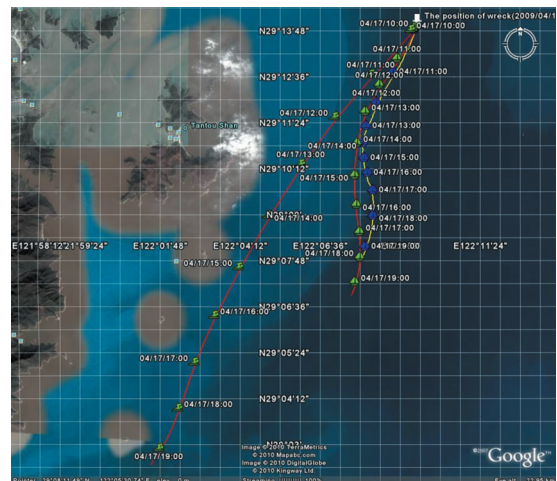 The position of wreck(2009/04/1
04/17/10:00
04/17/10:00
N29°13'48"
04/17/11:00
04/17/11:00
04/17/11:00
N29°12'36"
04/17/12:00
04/17/12:00
04/17/12:00
04/17/13:00
N29°11'24"
Tantou Shan
04/17/13:00
04/17/14:00
04/17/14:00
04/17/13:00
04/17/15:00
N29°10'12"
04/17/15:00
04/17/16:00
04/17/17:00
04/17/16:00
04/17/14:00
04/17/18:00
04/17/17:00
E121°58'12"
121°59'24"
E122°01'48"
E122°04'12"
E122°06'36"
04/17/19:00
E122°11'24"
04/17/18:00
N29°07'48"
04/17/15:00
04/17/19:00
N29°06'36"
04/17/16:00
N29°05'24"
04/17/17:00
N29°04'12"
04/17/18:00
04/17/19:00
Image © 2010 TerraMetrics
© 2010 Mapabc.com
Image © 2010 DigitalGlobe
© 2010 Kingway Ltd.
©2007 Google™